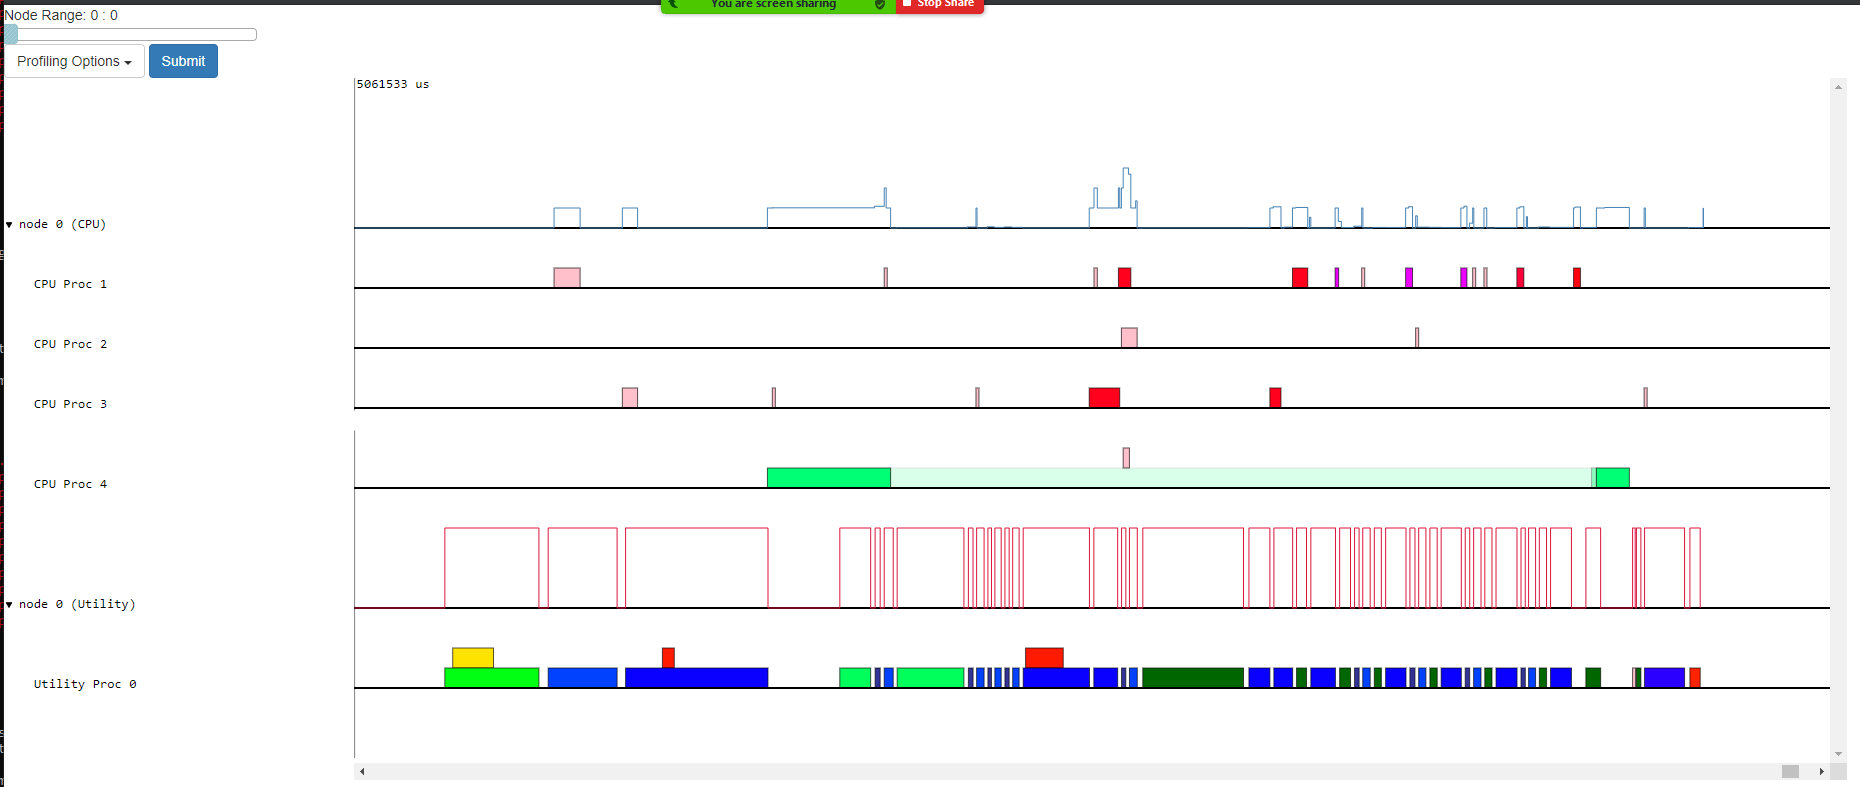 You are screen sharing
Stop Share
Node Range: 0 : 0
Profiling Options
Submit
5061533 us
node 0 (CPU)
CPU Proc 1
CPU Proc 2
CPU Proc 3
CPU Proc 4
node 0 (Utility)
Utility Proc 0